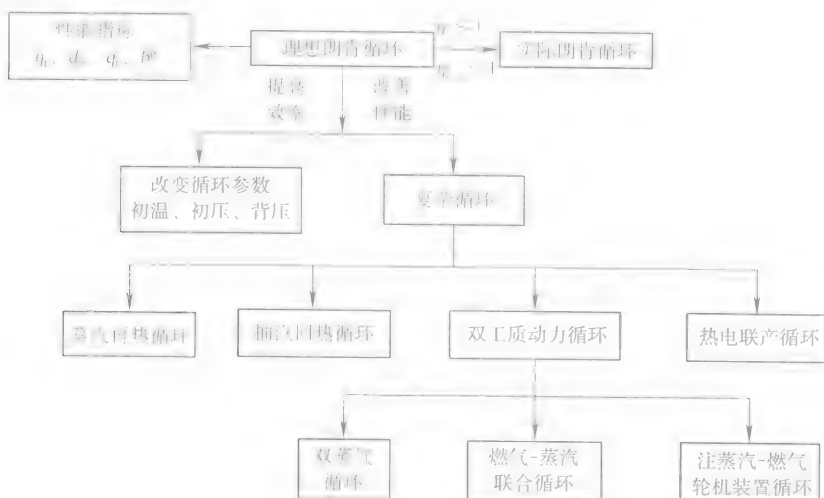 性能指标
理想朗肯循环
实际朗肯循环
提高 改善
效率 性能
改变循环参数
初温、初压、背压
复杂循环
蒸汽回热循环
抽汽回热循环
双工质动力循环
热电联产循环
双蒸气
循环
燃气-蒸汽
联合循环
注蒸汽-燃气
轮机装置循环